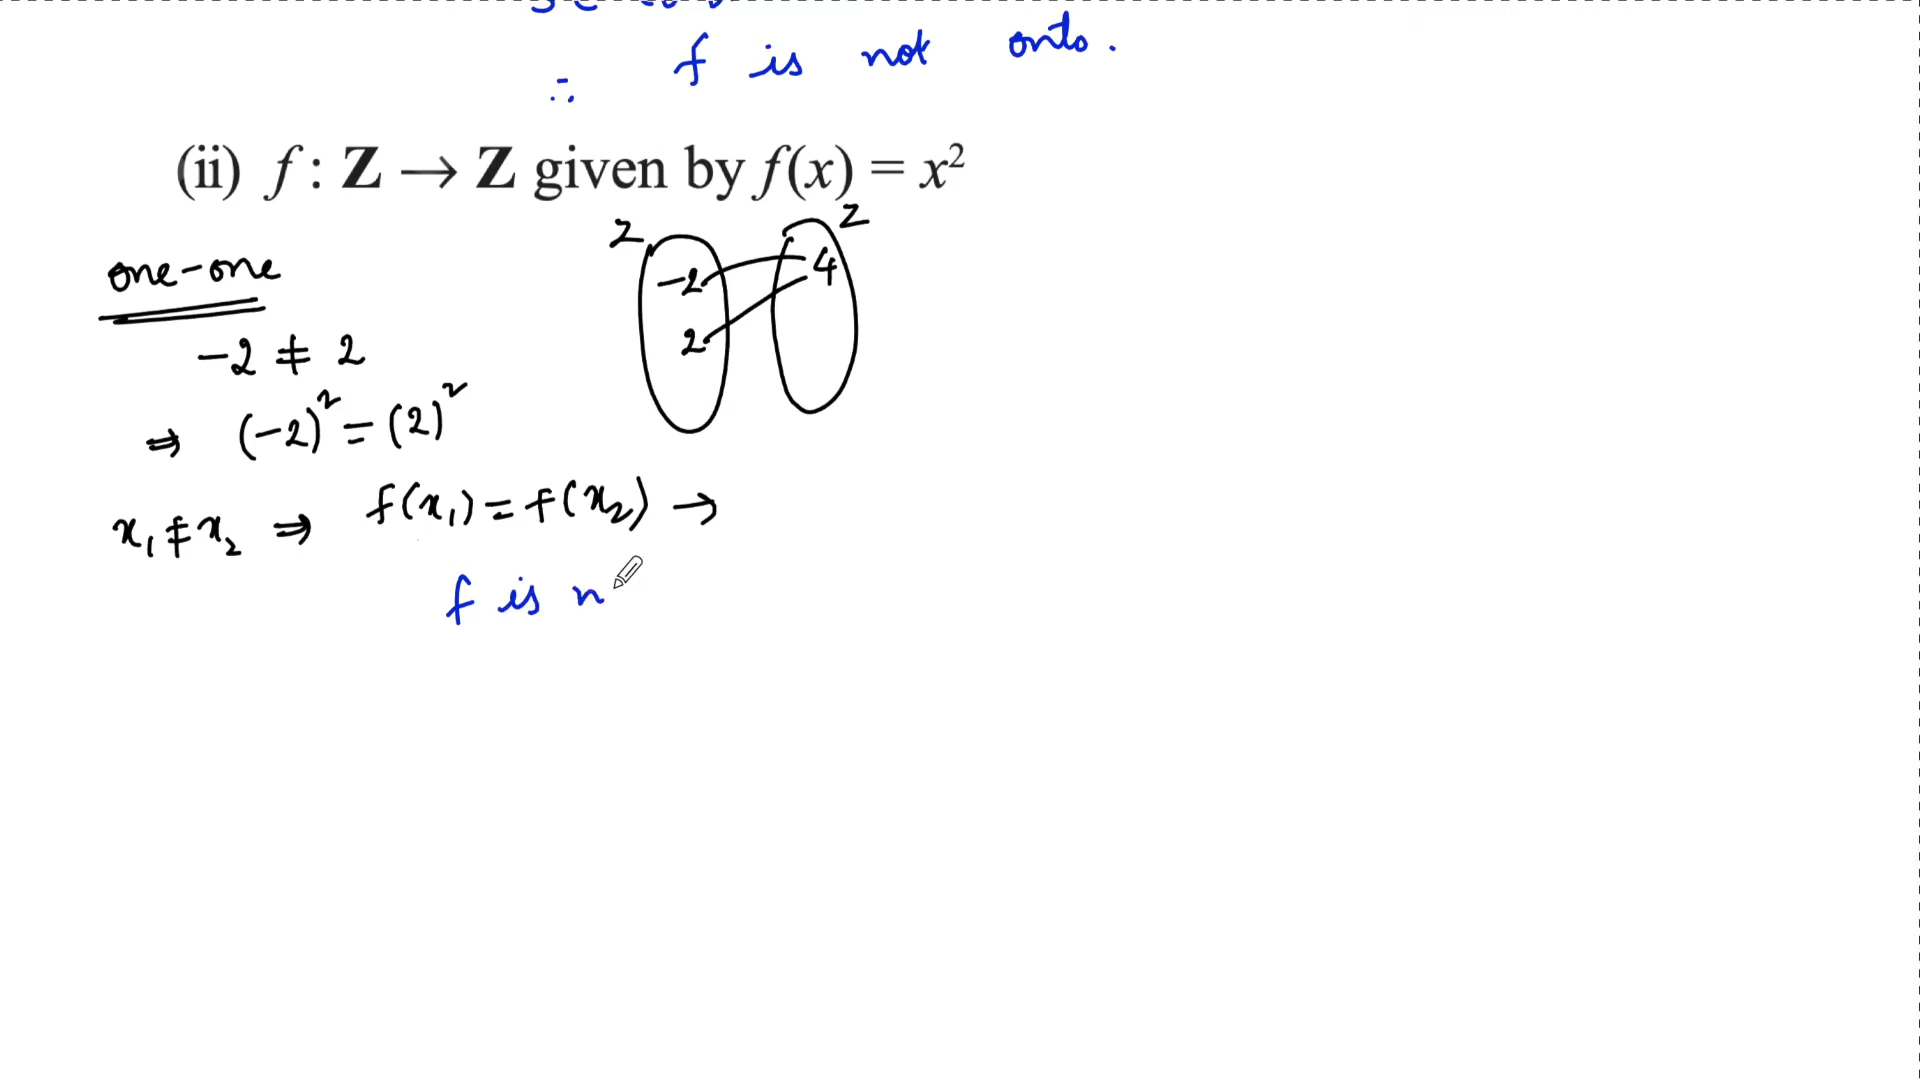 ∴ f is not onto.
(ii) f : Z → Z given by f(x) = x²
Z Z
one-one
-2 4
-2 ≠ 2
2
⇒ (-2)² = (2)²
x₁ ≠ x₂ ⇒ f(x₁) = f(x₂) →
f is n